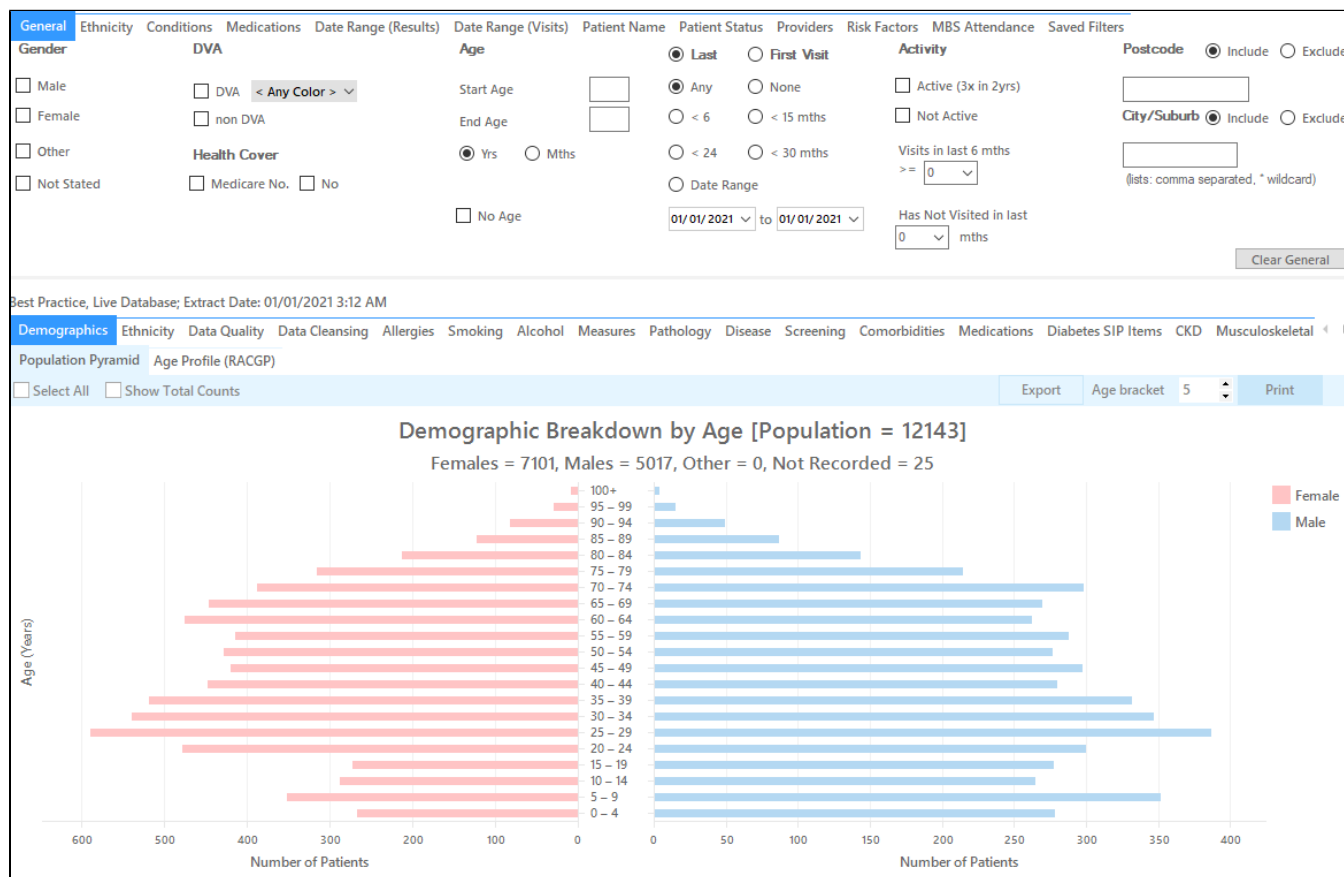 General Ethnicity Conditions Medications Date Range (Results) Date Range (Visits) Patient Name Patient Status Providers Risk Factors MBS Attendance Saved Filters
Gender DVA Age Last First Visit Activity Postcode Include Exclude
Male DVA < Any Color > Start Age Any None Active (3x in 2yrs)
Female non DVA End Age < 6 < 15 mths Not Active City/Suburb Include Exclude
Other Health Cover Yrs Mths < 24 < 30 mths Visits in last 6 mths
>= 0
Not Stated Medicare No. No Date Range (lists: comma separated, * wildcard)
No Age 01/01/2021 to 01/01/2021 Has Not Visited in last
0 mths
Clear General
Best Practice, Live Database; Extract Date: 01/01/2021 3:12 AM
Demographics Ethnicity Data Quality Data Cleansing Allergies Smoking Alcohol Measures Pathology Disease Screening Comorbidities Medications Diabetes SIP Items CKD Musculoskeletal
Population Pyramid Age Profile (RACGP)
Select All Show Total Counts Export Age bracket 5 Print
Demographic Breakdown by Age [Population = 12143]
Females = 7101, Males = 5017, Other = 0, Not Recorded = 25
100+
95 – 99
90 – 94
85 – 89
80 – 84
75 – 79
70 – 74
65 – 69
60 – 64
55 – 59
50 – 54
45 – 49
40 – 44
35 – 39
30 – 34
25 – 29
20 – 24
15 – 19
10 – 14
5 – 9
0 – 4
Female
Male
Age (Years)
600 500 400 300 200 100 0 0 50 100 150 200 250 300 350 400
Number of Patients Number of Patients